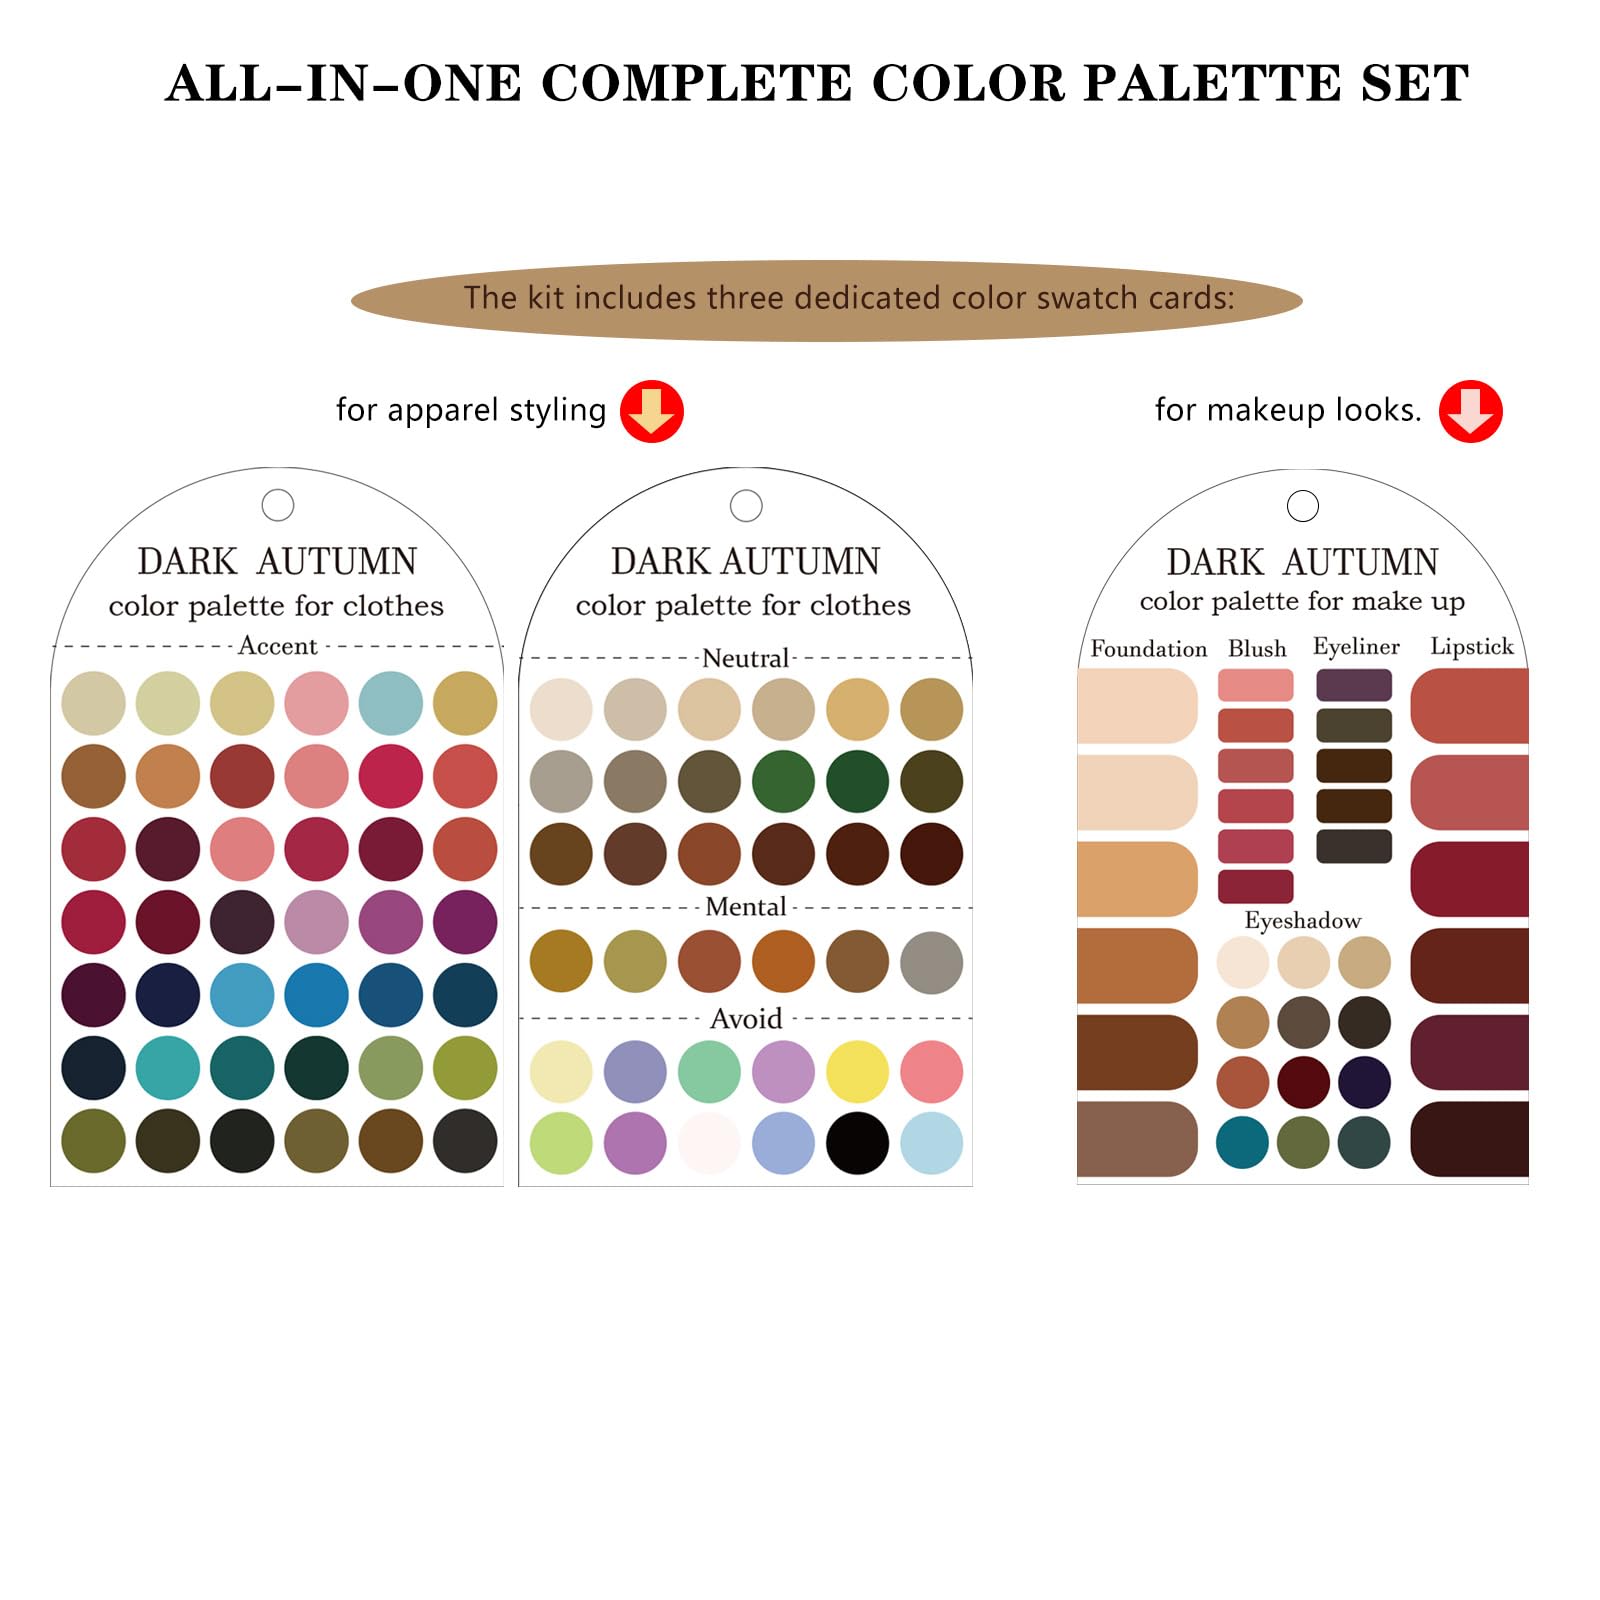 ALL-IN-ONE COMPLETE COLOR PALETTE SET
The kit includes three dedicated color swatch cards:
for apparel styling
for makeup looks.
DARK AUTUMN
color palette for clothes
Accent
DARK AUTUMN
color palette for clothes
Neutral
Mental
Avoid
DARK AUTUMN
color palette for make up
Foundation Blush Eyeliner Lipstick
Eyeshadow